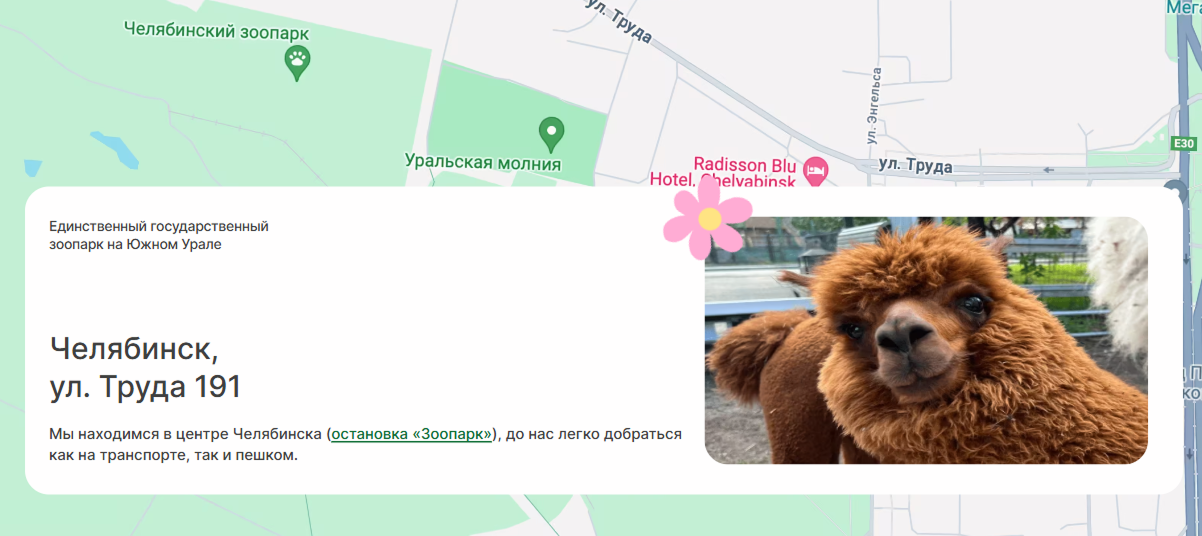 Мега
ул. Труда
Челябинский зоопарк
ул. Энгельса
E30
Уральская молния
Radisson Blu
Hotel, Chelyabinsk
ул. Труда
Единственный государственный
зоопарк на Южном Урале
Челябинск,
ул. Труда 191
Мы находимся в центре Челябинска (остановка «Зоопарк»), до нас легко добраться
как на транспорте, так и пешком.